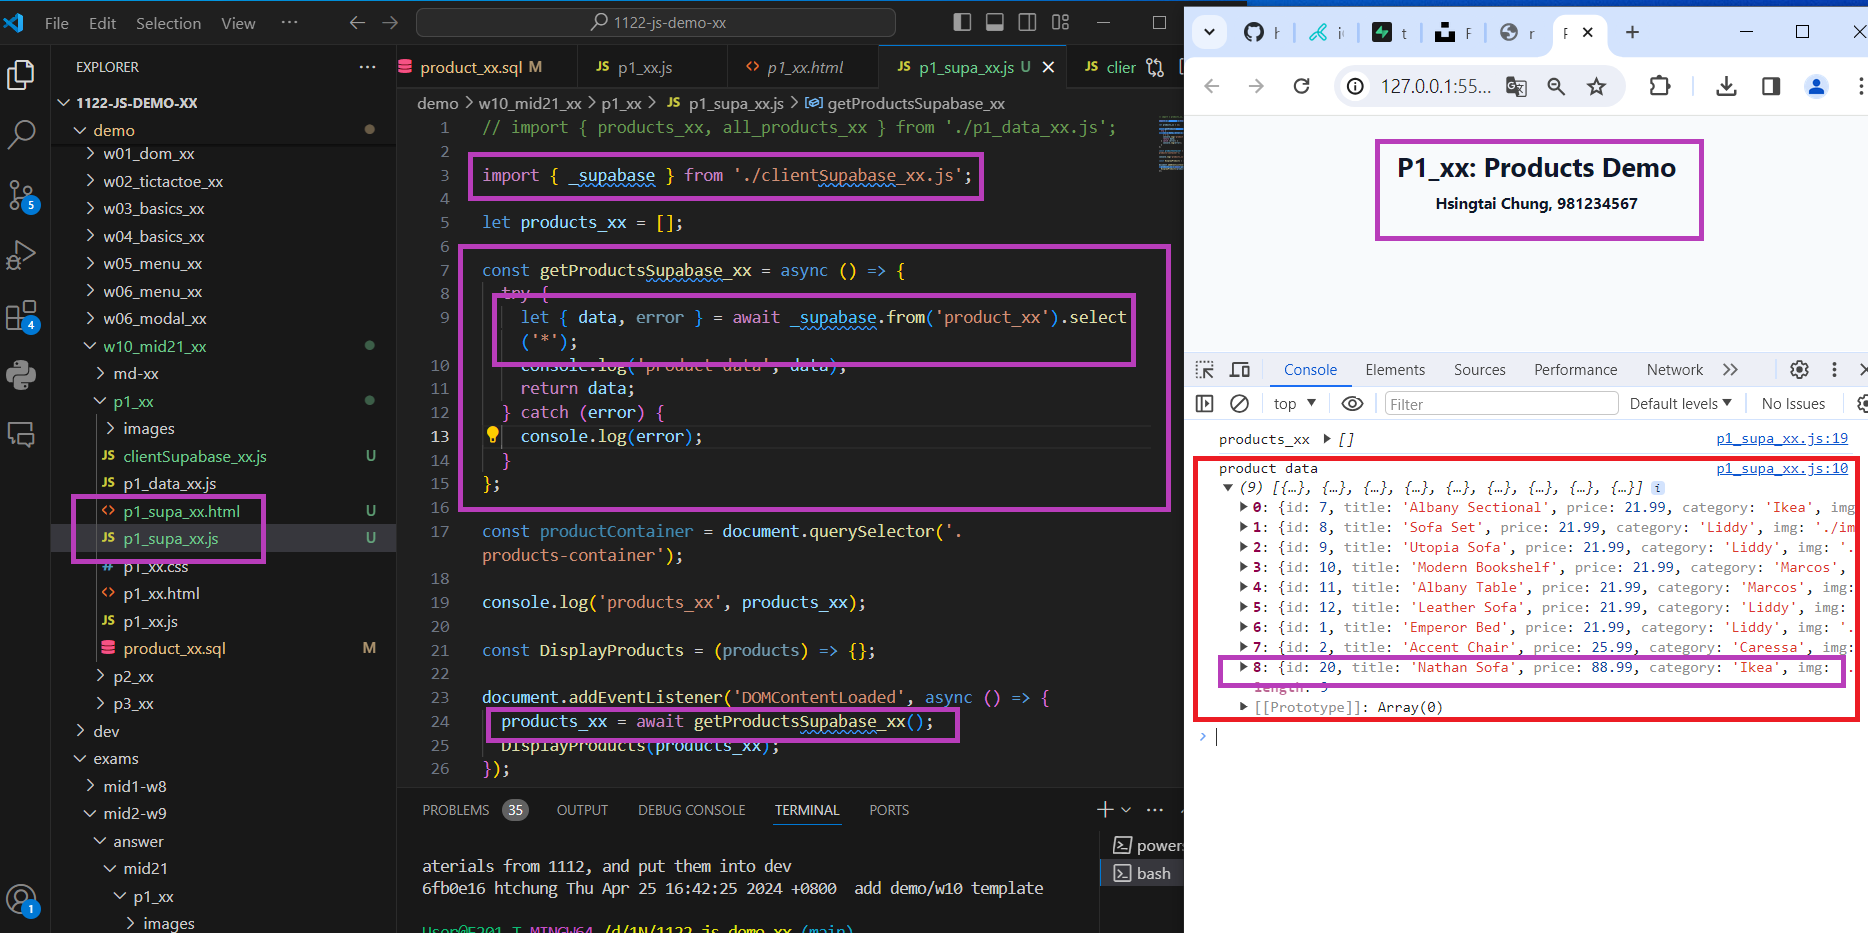 File Edit Selection View ··· 1122-js-demo-xx
EXPLORER ···
1122-JS-DEMO-XX
demo
w01_dom_xx
w02_tictactoe_xx
w03_basics_xx
w04_basics_xx
w05_menu_xx
w06_menu_xx
w06_modal_xx
w10_mid21_xx
md-xx
p1_xx
images
JS clientSupabase_xx.js U
JS p1_data_xx.js
<> p1_supa_xx.html U
JS p1_supa_xx.js U
# p1_xx.css
<> p1_xx.html
JS p1_xx.js
product_xx.sql M
p2_xx
p3_xx
dev
exams
mid1-w8
mid2-w9
answer
mid21
p1_xx
images
5
4
1
product_xx.sql M JS p1_xx.js <> p1_xx.html JS p1_supa_xx.js U JS clier
demo > w10_mid21_xx > p1_xx > JS p1_supa_xx.js > getProductsSupabase_xx
1 // import { products_xx, all_products_xx } from './p1_data_xx.js';
2
3 import { _supabase } from './clientSupabase_xx.js';
4
5 let products_xx = [];
6
7 const getProductsSupabase_xx = async () => {
8 try {
9 let { data, error } = await _supabase.from('product_xx').select
('*');
10 console.log('product data', data);
11 return data;
12 } catch (error) {
13 console.log(error);
14 }
15 };
16
17 const productContainer = document.querySelector('.
products-container');
18
19 console.log('products_xx', products_xx);
20
21 const DisplayProducts = (products) => {};
22
23 document.addEventListener('DOMContentLoaded', async () => {
24 products_xx = await getProductsSupabase_xx();
25 DisplayProducts(products_xx);
26 });
PROBLEMS 35 OUTPUT DEBUG CONSOLE TERMINAL PORTS
aterials from 1112, and put them into dev
6fb0e16 htchung Thu Apr 25 16:42:25 2024 +0800 add demo/w10 template
User@E201-T MINGW64 /d/1N/1122-js-demo-xx (main)
powers
bash
127.0.0.1:55...
P1_xx: Products Demo
Hsingtai Chung, 981234567
Console Elements Sources Performance Network
top Filter Default levels No Issues
products_xx [] p1_supa_xx.js:19
product data p1_supa_xx.js:10
(9) [{…}, {…}, {…}, {…}, {…}, {…}, {…}, {…}, {…}] i
0: {id: 7, title: 'Albany Sectional', price: 21.99, category: 'Ikea', img
1: {id: 8, title: 'Sofa Set', price: 21.99, category: 'Liddy', img: './im
2: {id: 9, title: 'Utopia Sofa', price: 21.99, category: 'Liddy', img: '.
3: {id: 10, title: 'Modern Bookshelf', price: 21.99, category: 'Marcos',
4: {id: 11, title: 'Albany Table', price: 21.99, category: 'Marcos', img:
5: {id: 12, title: 'Leather Sofa', price: 21.99, category: 'Liddy', img:
6: {id: 1, title: 'Emperor Bed', price: 21.99, category: 'Liddy', img: '.
7: {id: 2, title: 'Accent Chair', price: 25.99, category: 'Caressa', img:
8: {id: 20, title: 'Nathan Sofa', price: 88.99, category: 'Ikea', img: '.
length: 9
[[Prototype]]: Array(0)